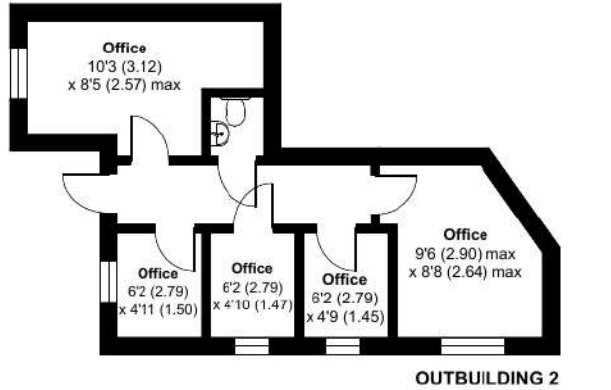 Office
10'3 (3.12)
x 8'5 (2.57) max
Office
9'6 (2.90) max
x 8'8 (2.64) max
Office
6'2 (2.79)
x 4'11 (1.50)
Office
6'2 (2.79)
x 4'10 (1.47)
Office
6'2 (2.79)
x 4'9 (1.45)
OUTBUILDING 2